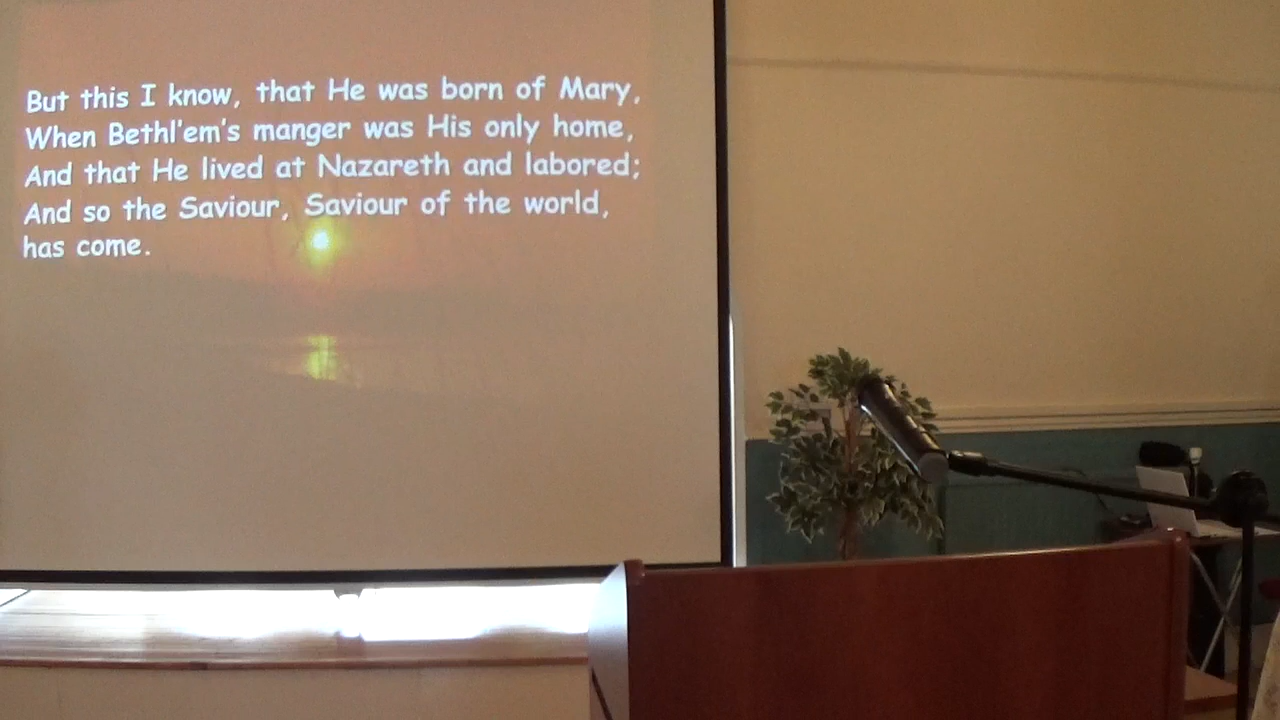 But this I know, that He was born of Mary,
When Bethl'em's manger was His only home,
And that He lived at Nazareth and labored;
And so the Saviour, Saviour of the world,
has come.